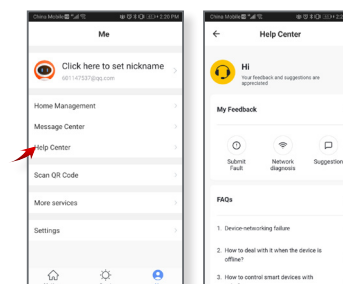 China Mobile
2:20 PM
Me
Click here to set nickname
681147537@qq.com
Home Management
Message Center
Help Center
Scan QR Code
More services
Settings
China Mobile
Help Center
Hi
Your feedback and suggestions are
appreciated
My Feedback
Submit
Fault
Network
diagnosis
Suggestion
FAQs
1. Device-networking failure
2. How to deal with it when the device is
offline?
3. How to control smart devices with